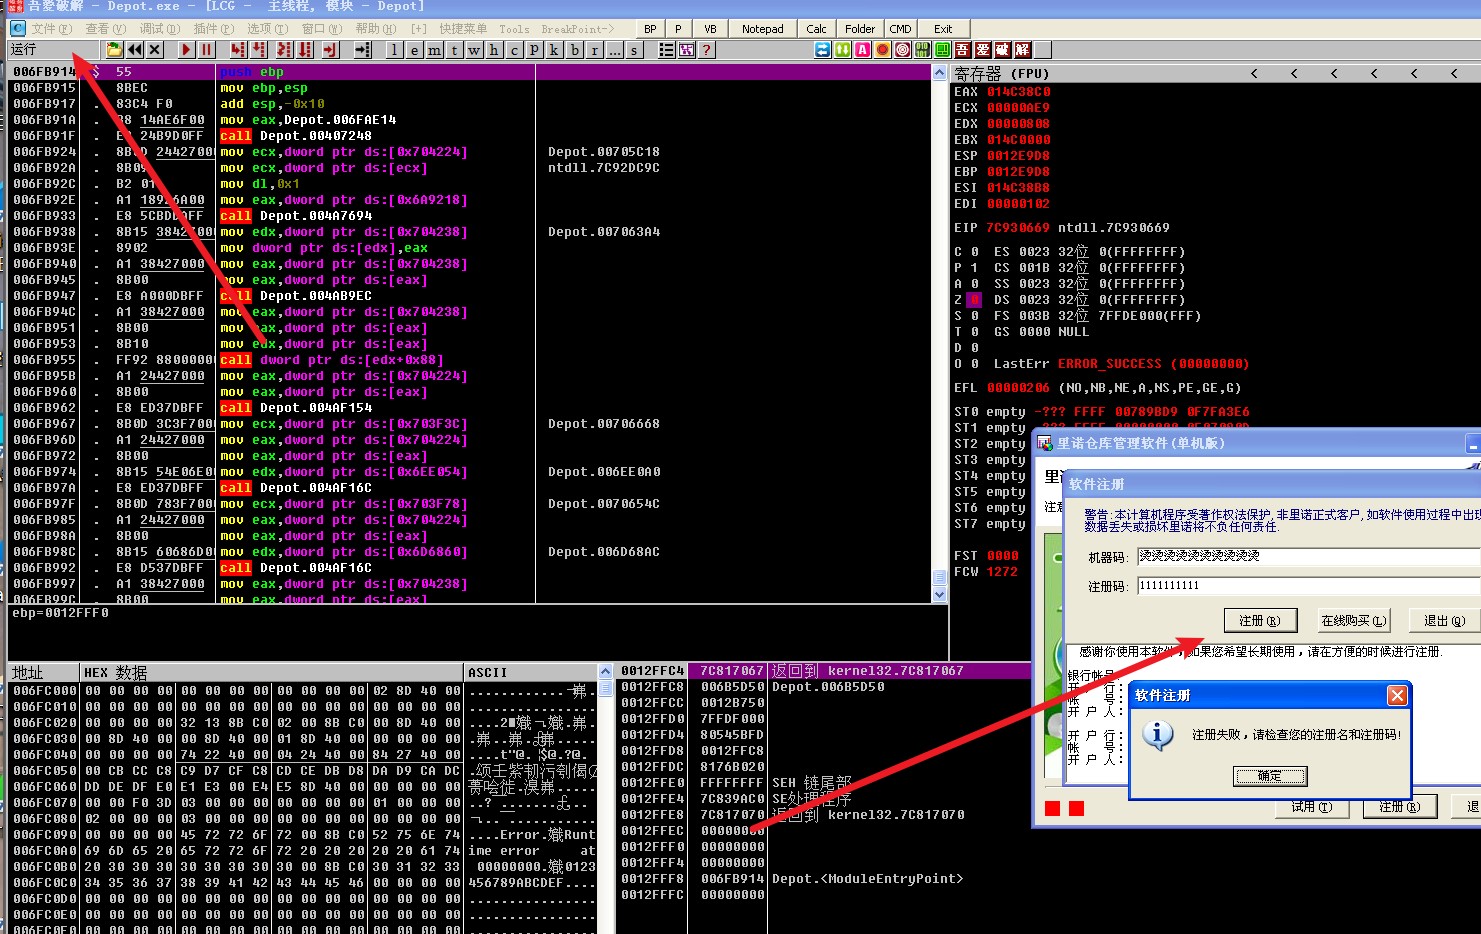 吾爱破解 - Depot.exe - [LCG - 主线程, 模块 - Depot]
文件(F) 查看(V) 调试(D) 插件(P) 选项(T) 窗口(W) 帮助(H) [+] 快捷菜单 Tools BreakPoint-> BP P VB Notepad Calc Folder CMD Exit
运行 l e m t w h c P k b r ... s ? A 吾 爱 破 解
006FB914 $ 55 push ebp
006FB915 . 8BEC mov ebp,esp
006FB917 . 83C4 F0 add esp,-0x10
006FB91A . B8 14AE6F00 mov eax,Depot.006FAE14
006FB91F . E8 24B9D0FF call Depot.00407248
006FB924 . 8B0D 2442700 mov ecx,dword ptr ds:[0x704224] Depot.00705C18
006FB92A . 8B09 mov ecx,dword ptr ds:[ecx] ntdll.7C92DC9C
006FB92C . B2 01 mov dl,0x1
006FB92E . A1 18926A00 mov eax,dword ptr ds:[0x6A9218]
006FB933 . E8 5CBDDAFF call Depot.004A7694
006FB938 . 8B15 3842700 mov edx,dword ptr ds:[0x704238] Depot.007063A4
006FB93E . 8902 mov dword ptr ds:[edx],eax
006FB940 . A1 38427000 mov eax,dword ptr ds:[0x704238]
006FB945 . 8B00 mov eax,dword ptr ds:[eax]
006FB947 . E8 A000DBFF call Depot.004AB9EC
006FB94C . A1 38427000 mov eax,dword ptr ds:[0x704238]
006FB951 . 8B00 mov eax,dword ptr ds:[eax]
006FB953 . 8B10 mov edx,dword ptr ds:[eax]
006FB955 . FF92 8800000 call dword ptr ds:[edx+0x88]
006FB95B . A1 24427000 mov eax,dword ptr ds:[0x704224]
006FB960 . 8B00 mov eax,dword ptr ds:[eax]
006FB962 . E8 ED37DBFF call Depot.004AF154
006FB967 . 8B0D 3C3F700 mov ecx,dword ptr ds:[0x703F3C] Depot.00706668
006FB96D . A1 24427000 mov eax,dword ptr ds:[0x704224]
006FB972 . 8B00 mov eax,dword ptr ds:[eax]
006FB974 . 8B15 54E06E0 mov edx,dword ptr ds:[0x6EE054] Depot.006EE0A0
006FB97A . E8 ED37DBFF call Depot.004AF16C
006FB97F . 8B0D 783F700 mov ecx,dword ptr ds:[0x703F78] Depot.0070654C
006FB985 . A1 24427000 mov eax,dword ptr ds:[0x704224]
006FB98A . 8B00 mov eax,dword ptr ds:[eax]
006FB98C . 8B15 60686D0 mov edx,dword ptr ds:[0x6D6860] Depot.006D68AC
006FB992 . E8 D537DBFF call Depot.004AF16C
006FB997 . A1 38427000 mov eax,dword ptr ds:[0x704238]
006FB99C . 8B00 mov eax,dword ptr ds:[eax]
ebp=0012FFF0
寄存器 (FPU) < < < < < <
EAX 014C38C0
ECX 00000AE9
EDX 00000808
EBX 014C0000
ESP 0012E9D8
EBP 0012E9D8
ESI 014C38B8
EDI 00000102
EIP 7C930669 ntdll.7C930669
C 0 ES 0023 32位 0(FFFFFFFF)
P 1 CS 001B 32位 0(FFFFFFFF)
A 0 SS 0023 32位 0(FFFFFFFF)
Z 0 DS 0023 32位 0(FFFFFFFF)
S 0 FS 003B 32位 7FFDE000(FFF)
T 0 GS 0000 NULL
D 0
O 0 LastErr ERROR_SUCCESS (00000000)
EFL 00000206 (NO,NB,NE,A,NS,PE,GE,G)
ST0 empty -??? FFFF 00789BD9 0F7FA3E6
ST1 empty
ST2 empty
ST3 empty
ST4 empty
ST5 empty
ST6 empty
ST7 empty
FST 0000
FCW 1272
里诺仓库管理软件(单机版)
软件注册
警告:本计算机程序受著作权法保护, 非里诺正式客户, 如软件使用过程中出现
数据丢失或损坏里诺将不负任何责任.
机器码: 烫烫烫烫烫烫烫烫烫烫
注册码: 1111111111
注册(R) 在线购买(L) 退出(Q)
感谢你使用本软件,如果您希望长期使用,请在方便的时候进行注册.
银行帐号
开 户 行:
帐 号:
开 户 人:
开 户 行:
帐 号:
开 户 人:
软件注册
注册失败,请检查您的注册名和注册码!
确定
试用(T) 注册(R) 退
地址 HEX 数据 ASCII
006FC000 00 00 00 00 00 00 00 00 00 00 00 00 02 8D 40 00
006FC010 00 00 00 00 00 00 00 00 00 00 00 00 00 00 00 00
006FC020 00 00 00 00 32 13 8B C0 02 00 8B C0 00 8D 40 00
006FC030 00 8D 40 00 00 8D 40 00 01 8D 40 00 00 00 00 00
006FC040 00 00 00 00 74 22 40 00 04 24 40 00 84 27 40 00
006FC050 00 CB CC C8 C9 D7 CF C8 CD CE DB D8 DA D9 CA DC
006FC060 DD DE DF E0 E1 E3 00 E4 E5 8D 40 00 00 00 00 00
006FC070 00 00 F0 3D 03 00 00 00 00 00 00 00 01 00 00 00
006FC080 02 00 00 00 03 00 00 00 00 00 00 00 00 00 00 00
006FC090 00 00 00 00 45 72 72 6F 72 00 8B C0 52 75 6E 74
006FC0A0 69 6D 65 20 65 72 72 6F 72 20 20 20 20 20 61 74 ime error at
006FC0B0 20 30 30 30 30 30 30 30 30 00 8B C0 30 31 32 33
006FC0C0 34 35 36 37 38 39 41 42 43 44 45 46 00 00 00 00 456789ABCDEF....
006FC0D0 00 00 00 00 00 00 00 00 00 00 00 00 00 00 00 00
006FC0E0 00 00 00 00 00 00 00 00 00 00 00 00 00 00 00 00
006FC0F0 00 00 00 00 00 00 00 00 00 00 00 00 00 00 00 00
0012FFC4 7C817067 返回到 kernel32.7C817067
0012FFC8 006B5D50 Depot.006B5D50
0012FFCC 0012B750
0012FFD0 7FFDF000
0012FFD4 80545BFD
0012FFD8 0012FFC8
0012FFDC 8176B020
0012FFE0 FFFFFFFF SEH 链尾部
0012FFE4 7C839AC0 SE处理程序
0012FFE8 7C817070 返回到 kernel32.7C817070
0012FFEC 00000000
0012FFF0 00000000
0012FFF4 00000000
0012FFF8 006FB914 Depot.<ModuleEntryPoint>
0012FFFC 00000000